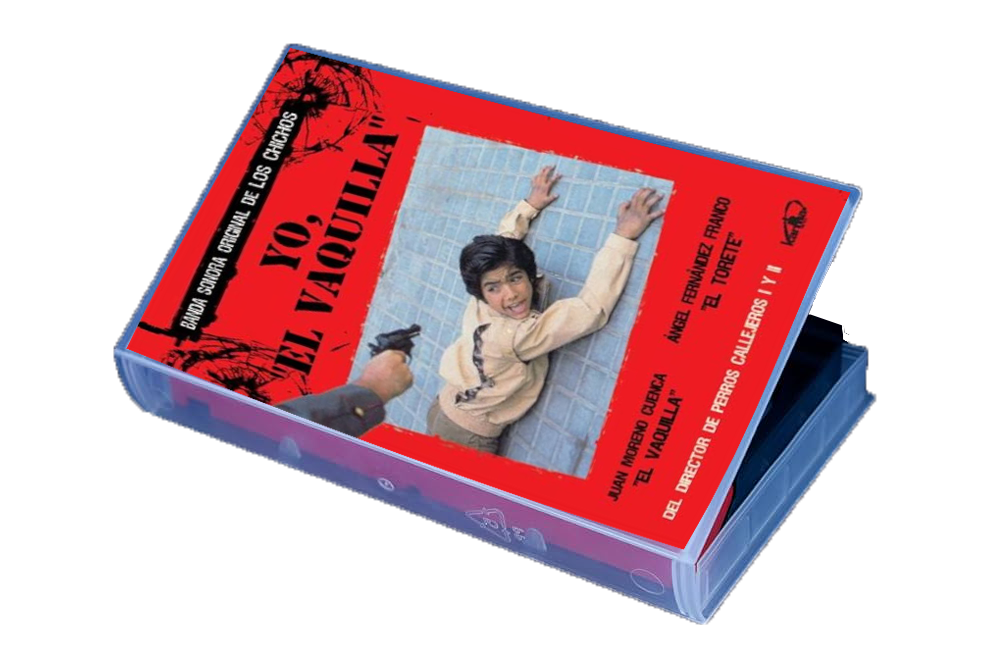 BANDA SONORA ORIGINAL DE LOS CHICHOS
YO,
"EL VAQUILLA"
JUAN MORENO CUENCA
"EL VAQUILLA"
ÁNGEL FERNÁNDEZ FRANCO
"EL TORETE"
DEL DIRECTOR DE PERROS CALLEJEROS I Y II